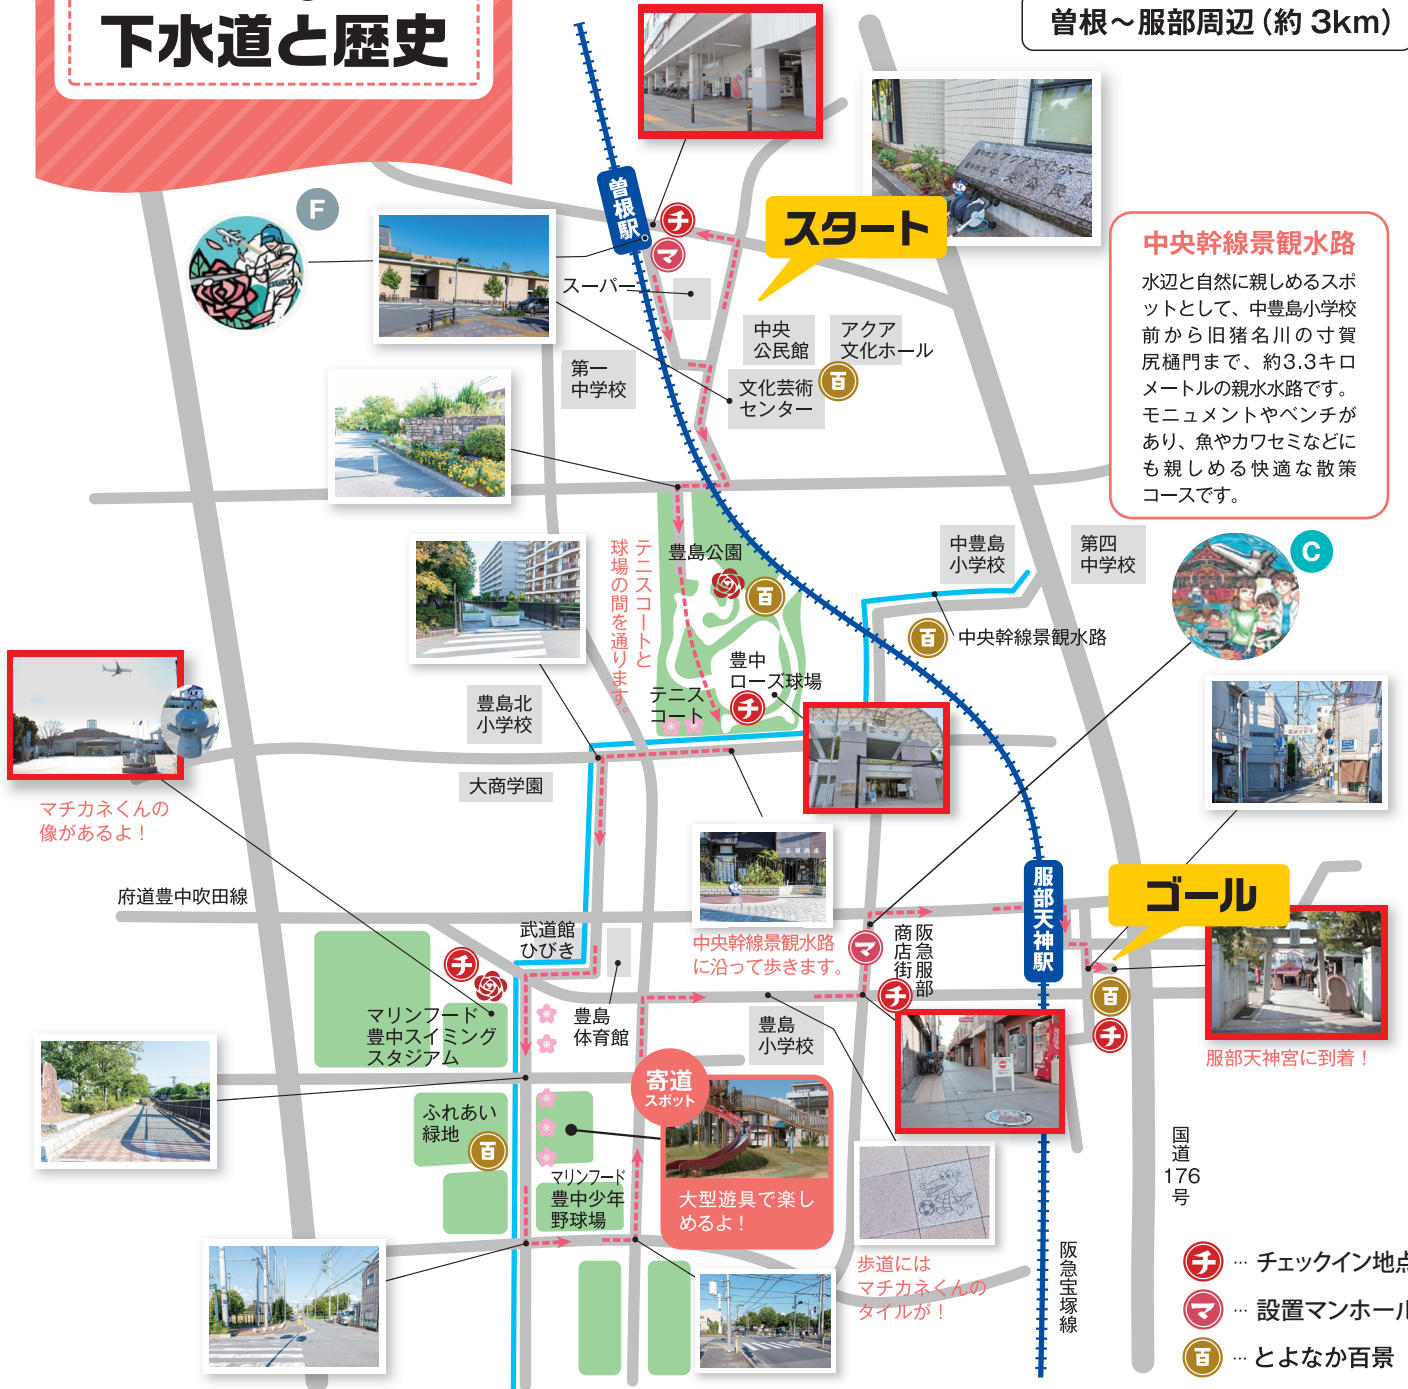 下水道と歴史
曽根〜服部周辺（約 3km）
F
曽根駅
チ
マ
スタート
スーパー
中央
公民館
アクア
文化ホール
第一
中学校
文化芸術
センター
百
中央幹線景観水路
水辺と自然に親しめるスポ
ットとして、中豊島小学校
前から旧猪名川の寸賀
尻樋門まで、約3.3キロ
メートルの親水水路です。
モニュメントやベンチが
あり、魚やカワセミなどに
も親しめる快適な散策
コースです。
豊島公園
百
テニスコートと
球場の間を通ります。
豊中
ローズ球場
テニス
コート
チ
中豊島
小学校
第四
中学校
C
百
中央幹線景観水路
豊島北
小学校
大商学園
マチカネくんの
像があるよ！
府道豊中吹田線
武道館
ひびき
チ
マリンフード
豊中スイミング
スタジアム
豊島
体育館
中央幹線景観水路
に沿って歩きます。
マ
阪急服部
商店街
チ
服部天神駅
ゴール
百
チ
服部天神宮に到着！
豊島
小学校
寄道
スポット
大型遊具で楽し
めるよ！
ふれあい
緑地
百
マリンフード
豊中少年
野球場
歩道には
マチカネくんの
タイルが！
国道176号
阪急宝塚線
チ … チェックイン地点
マ … 設置マンホール
百 … とよなか百景